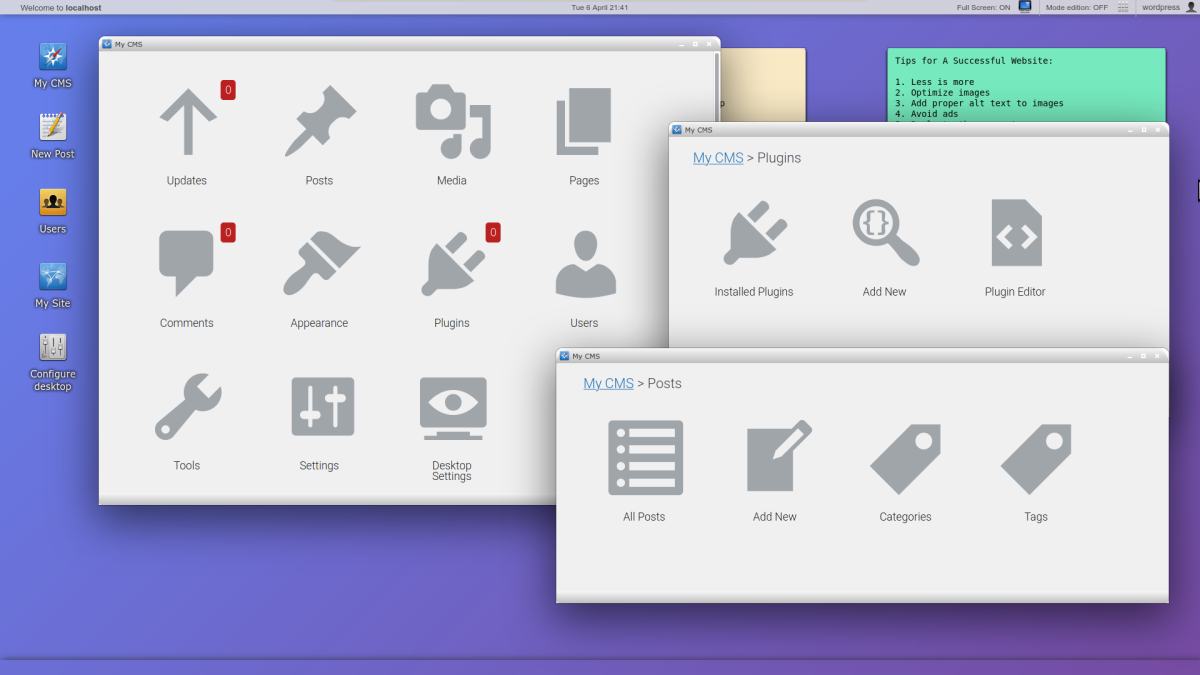 Welcome to localhost
Tue 6 April 21:41
Full Screen: ON
Mode edition: OFF
wordpress
My CMS
New Post
Users
My Site
Configure
desktop
My CMS
0
Updates
Posts
Media
Pages
0
0
Comments
Appearance
Plugins
Users
Tools
Settings
Desktop
Settings
p
Tips for A Successful Website:
1. Less is more
2. Optimize images
3. Add proper alt text to images
4. Avoid ads
My CMS
My CMS > Plugins
Installed Plugins
Add New
Plugin Editor
My CMS
My CMS > Posts
All Posts
Add New
Categories
Tags